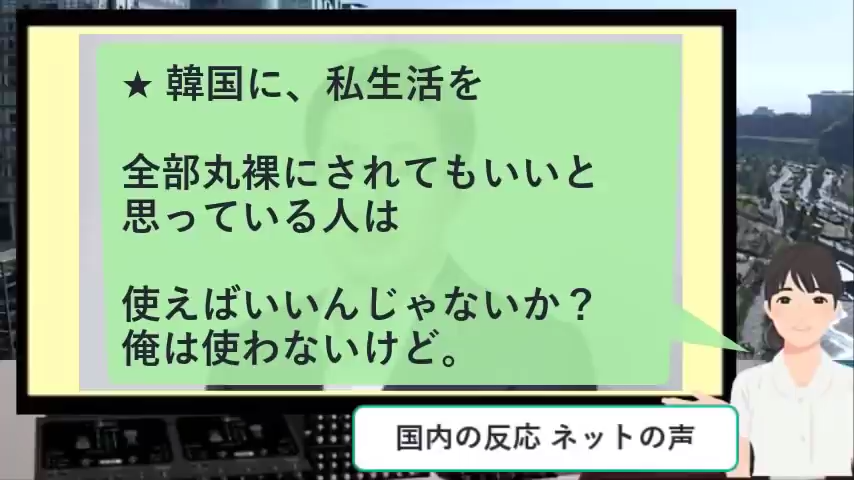 ★ 韓国に、私生活を
全部丸裸にされてもいいと
思っている人は
使えばいいんじゃないか？
俺は使わないけど。
国内の反応 ネットの声